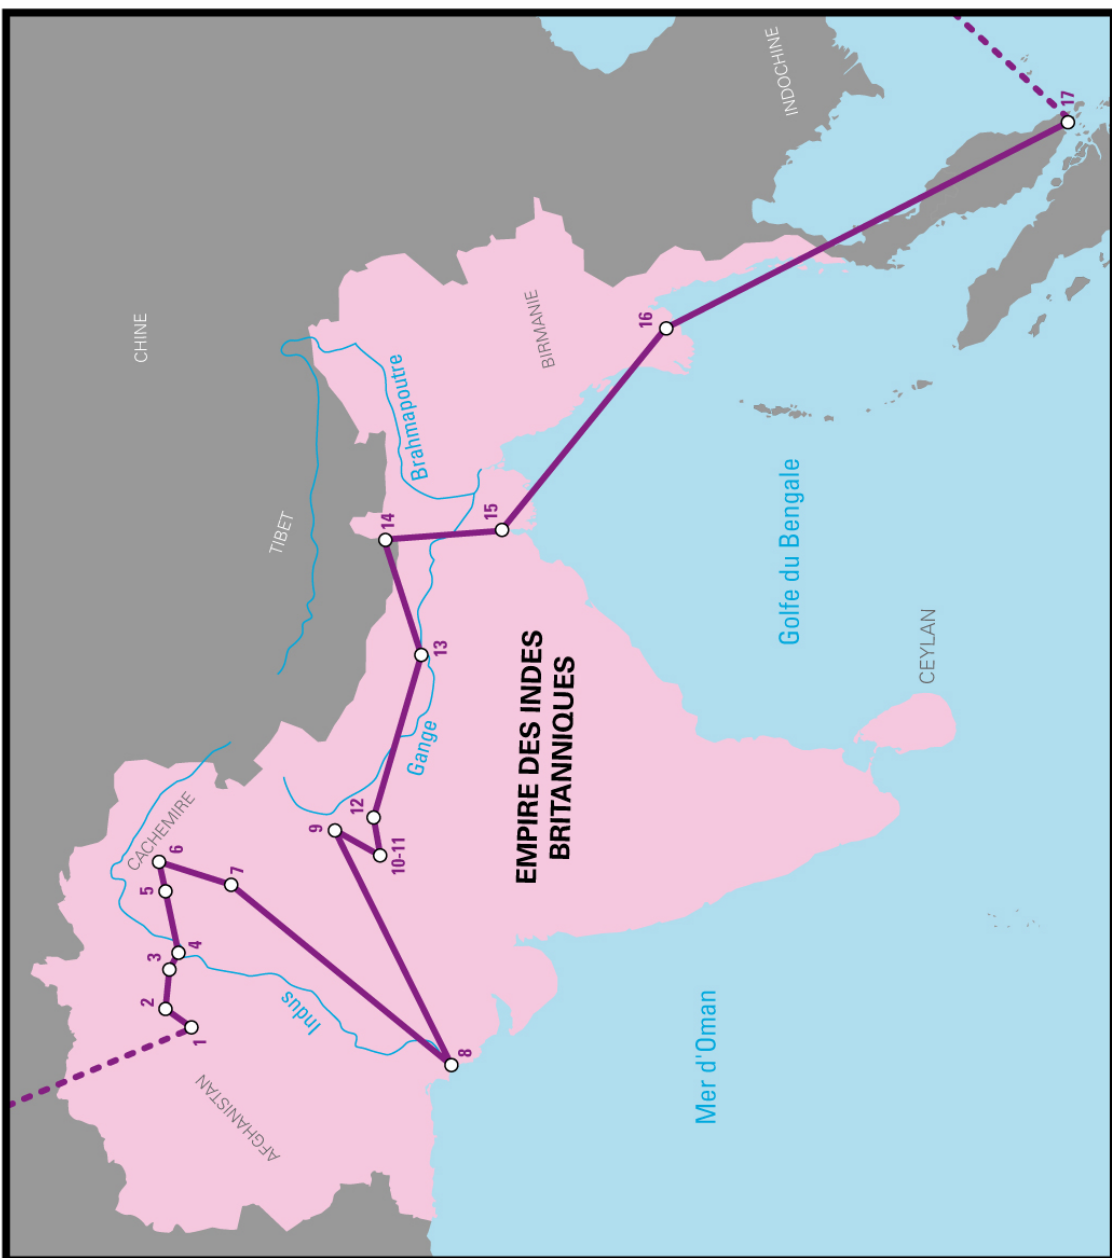 CHINE
TIBET
CACHEMIRE
AFGHANISTAN
BIRMANIE
INDOCHINE
Brahmapoutre
Gange
Indus
EMPIRE DES INDES
BRITANNIQUES
Golfe du Bengale
CEYLAN
Mer d'Oman
1
2
3
4
5
6
7
8
9
10-11
12
13
14
15
16
17